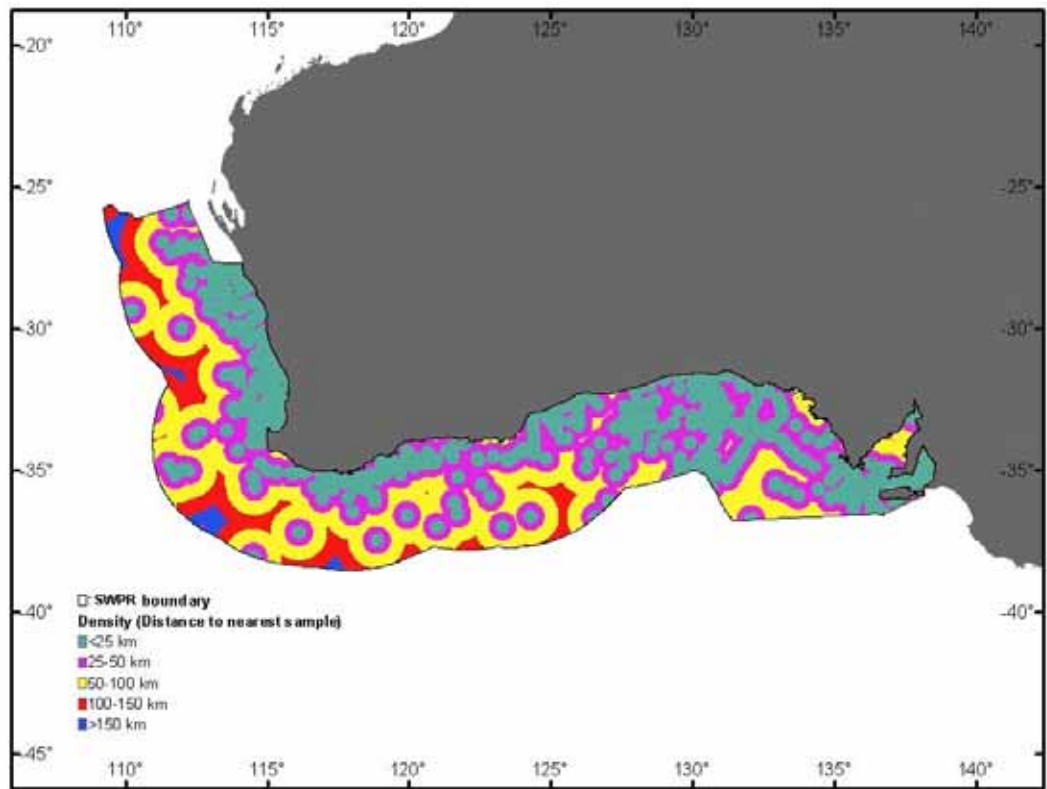 110° 115° 120° 125° 130° 135° 140°
-20° -20°
-25° -25°
-30° -30°
-35° -35°
SWPR boundary
Density (Distance to nearest sample)
<25 km
25-50 km
50-100 km
100-150 km
>150 km
-40° -40°
-45° -45°
110° 115° 120° 125° 130° 135° 140°